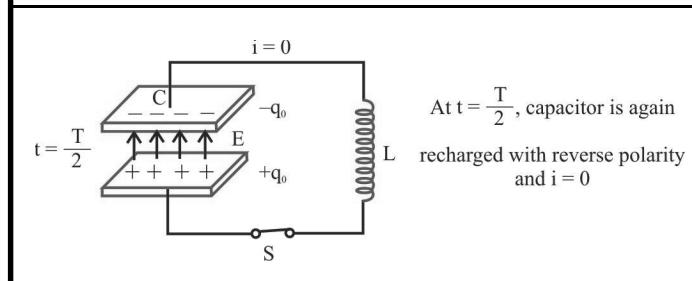 i = 0
C
– – – –
–q₀
t = T/2
E
+ + + +
+q₀
L
S
At t = T/2, capacitor is again
recharged with reverse polarity
and i = 0